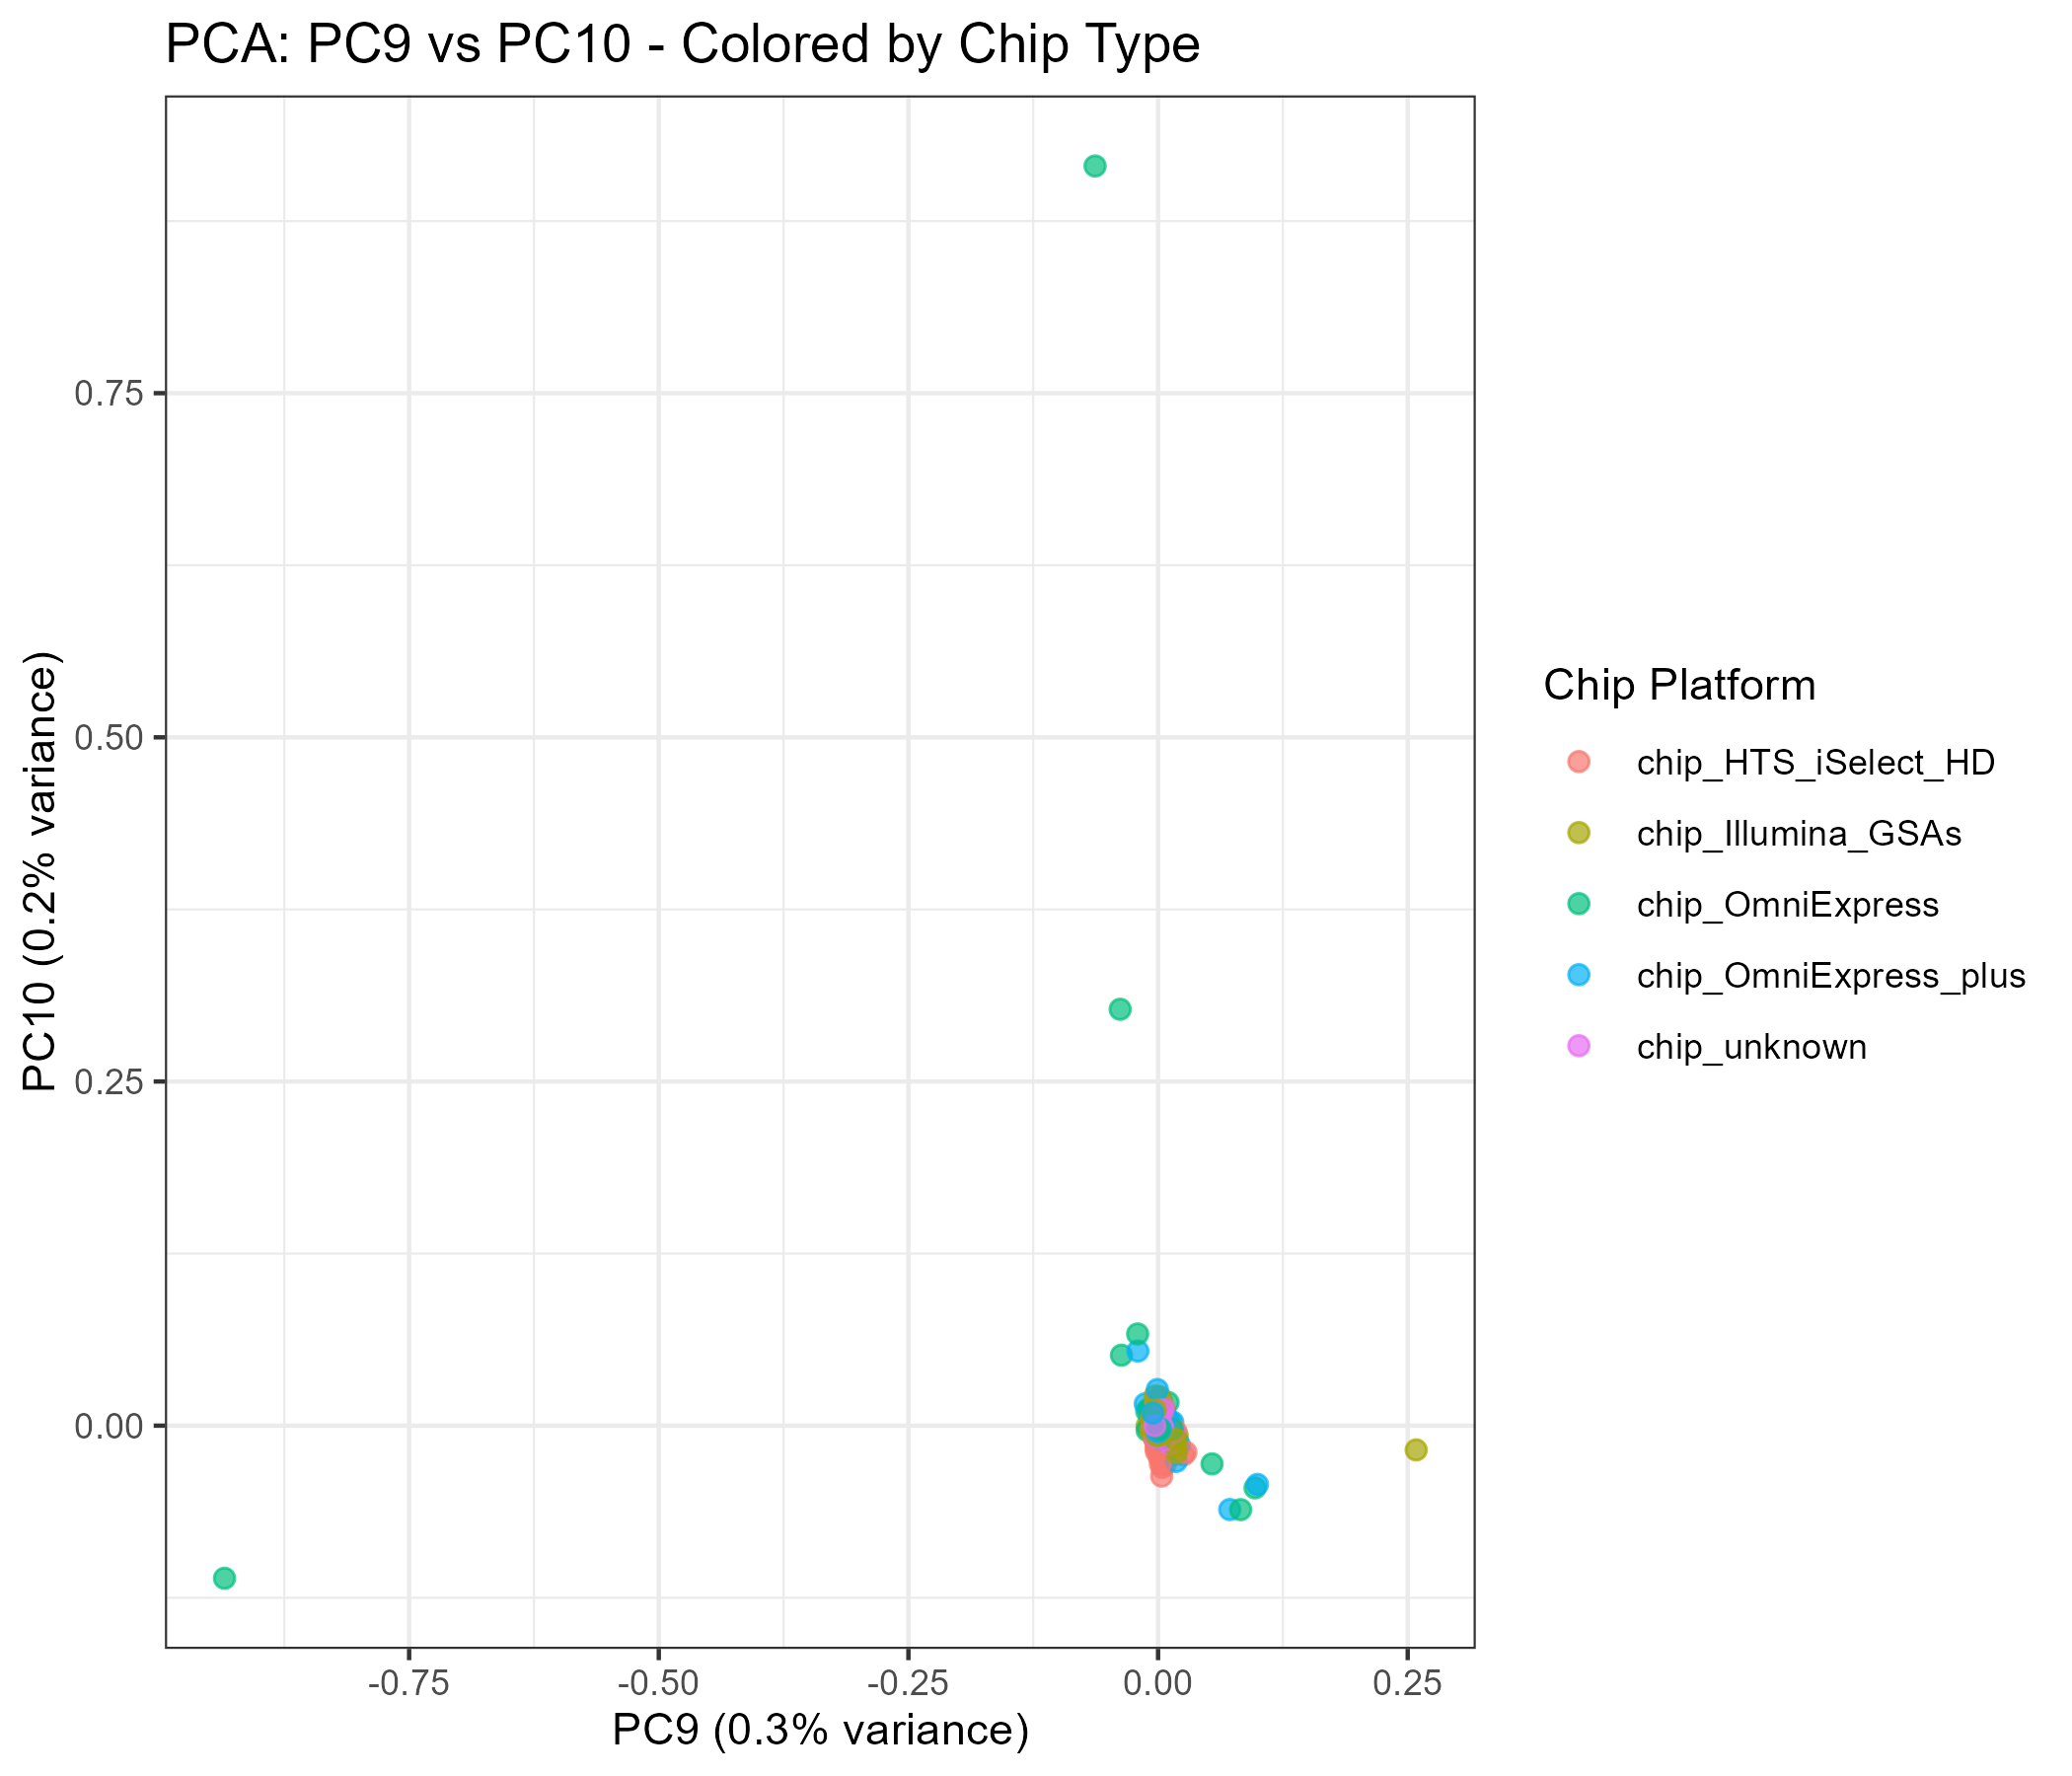 PCA: PC9 vs PC10 - Colored by Chip Type
PC10 (0.2% variance)
0.75
0.50
0.25
0.00
-0.75
-0.50
-0.25
0.00
0.25
PC9 (0.3% variance)
Chip Platform
chip_HTS_iSelect_HD
chip_Illumina_GSAs
chip_OmniExpress
chip_OmniExpress_plus
chip_unknown